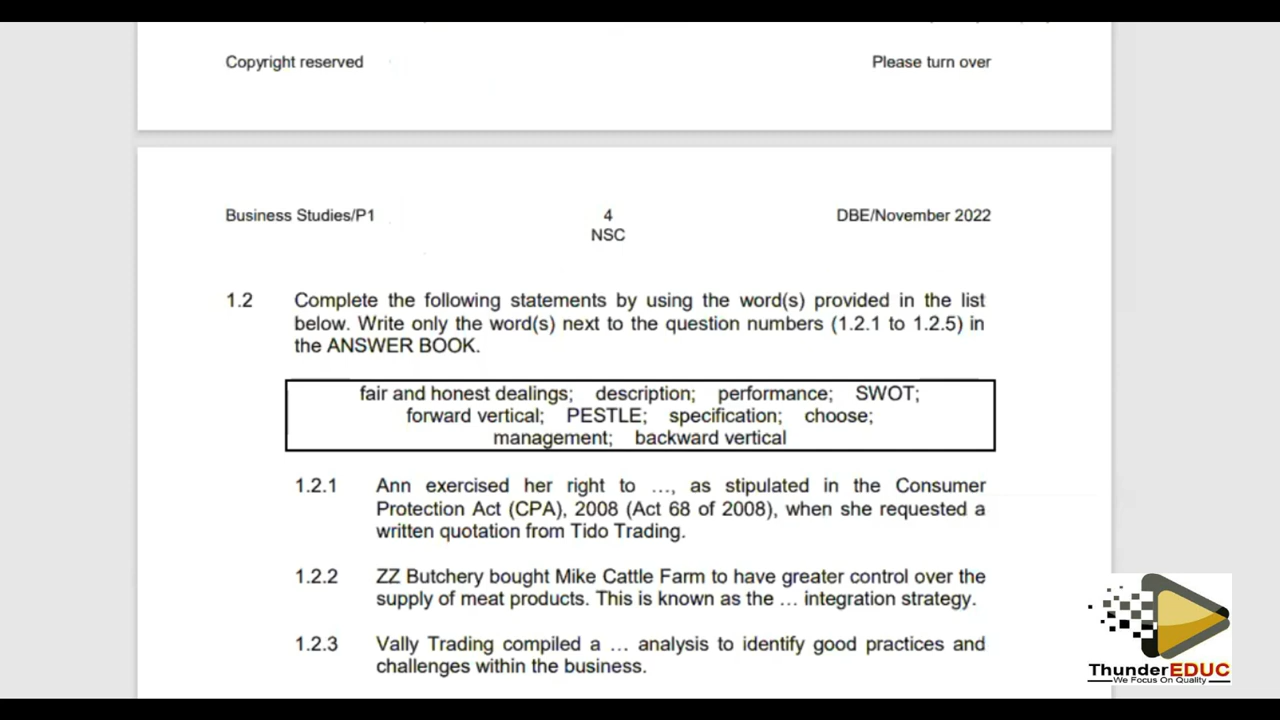 Copyright reserved
Please turn over
Business Studies/P1
4
DBE/November 2022
NSC
1.2 Complete the following statements by using the word(s) provided in the list
below. Write only the word(s) next to the question numbers (1.2.1 to 1.2.5) in
the ANSWER BOOK.
fair and honest dealings; description; performance; SWOT;
forward vertical; PESTLE; specification; choose;
management; backward vertical
1.2.1 Ann exercised her right to …, as stipulated in the Consumer
Protection Act (CPA), 2008 (Act 68 of 2008), when she requested a
written quotation from Tido Trading.
1.2.2 ZZ Butchery bought Mike Cattle Farm to have greater control over the
supply of meat products. This is known as the … integration strategy.
1.2.3 Vally Trading compiled a … analysis to identify good practices and
challenges within the business.
ThunderEDUC
We Focus On Quality